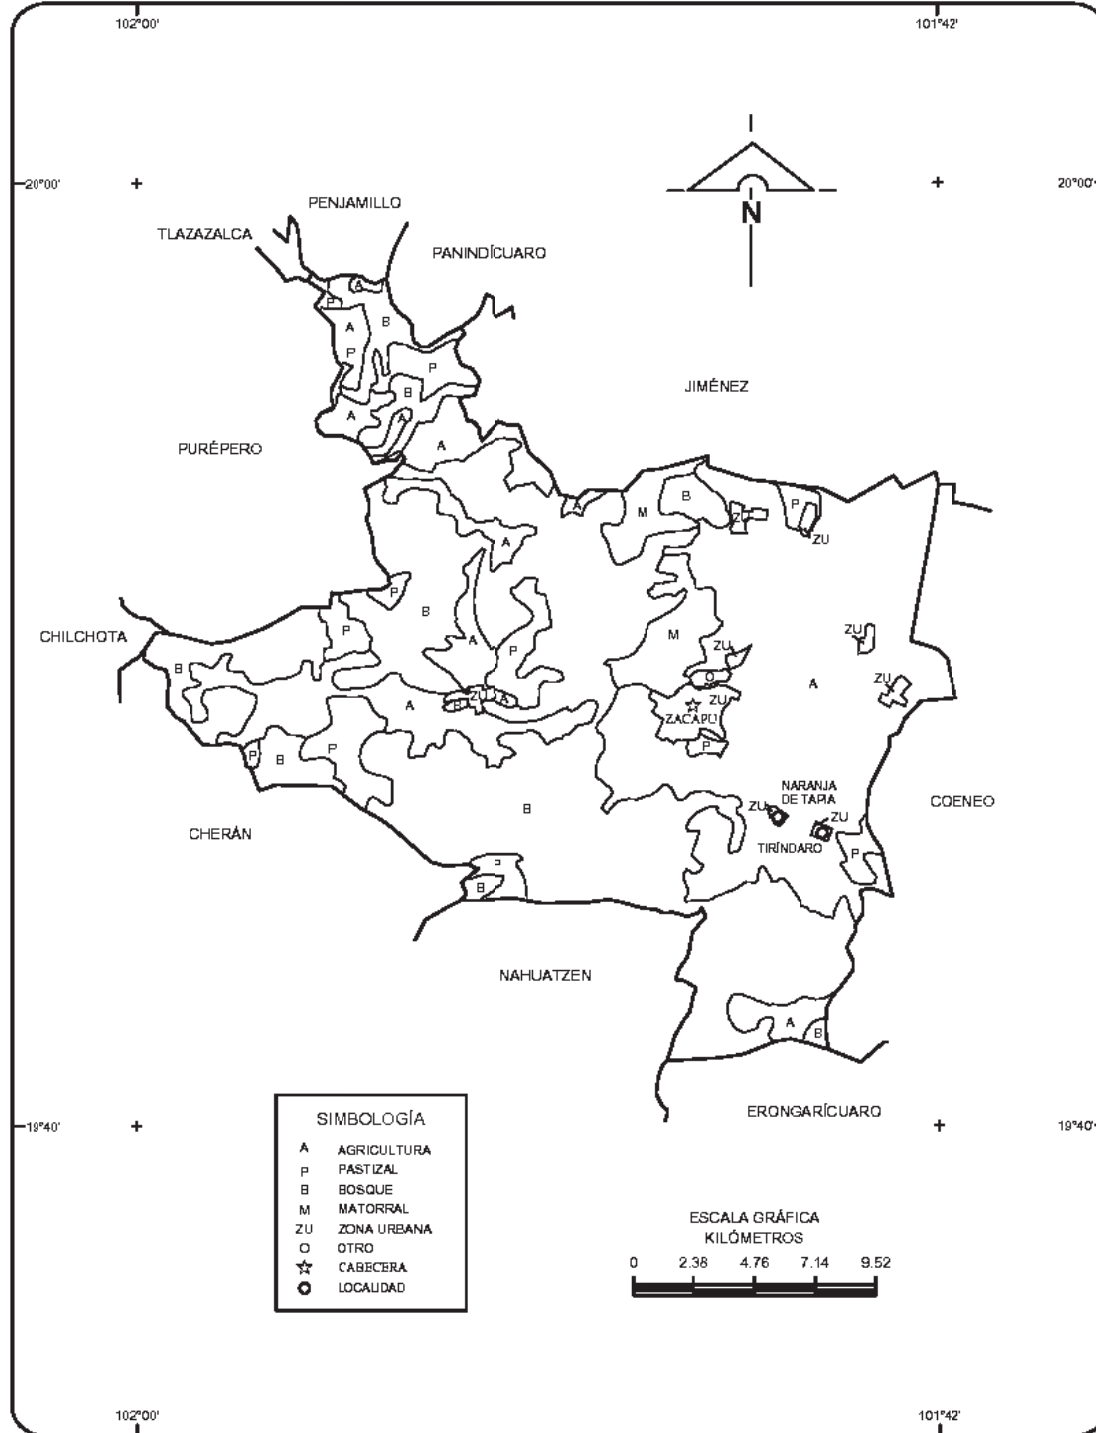 102°00'
101°42'
20°00'
20°00'
PENJAMILLO
TLAZAZALCA
PANINDÍCUARO
N
A
P
B
A
P
P
B
A
A
A
JIMÉNEZ
PURÉPERO
B
P
A
M
ZU
ZU
A
P
B
P
M
ZU
ZU
CHILCHOTA
B
A
P
O
A
ZU
ZU
A
B
A
ZU
ZACAPU
P
P
B
P
B
NARANJA
DE TAPIA
ZU
ZU
COENEO
CHERÁN
TIRÍNDARO
P
P
B
NAHUATZEN
A
B
ERONGARÍCUARO
19°40'
19°40'
SIMBOLOGÍA
A AGRICULTURA
P PASTIZAL
B BOSQUE
M MATORRAL
ZU ZONA URBANA
O OTRO
CABECERA
LOCALIDAD
ESCALA GRÁFICA
KILÓMETROS
0 2.38 4.76 7.14 9.52
102°00'
101°42'